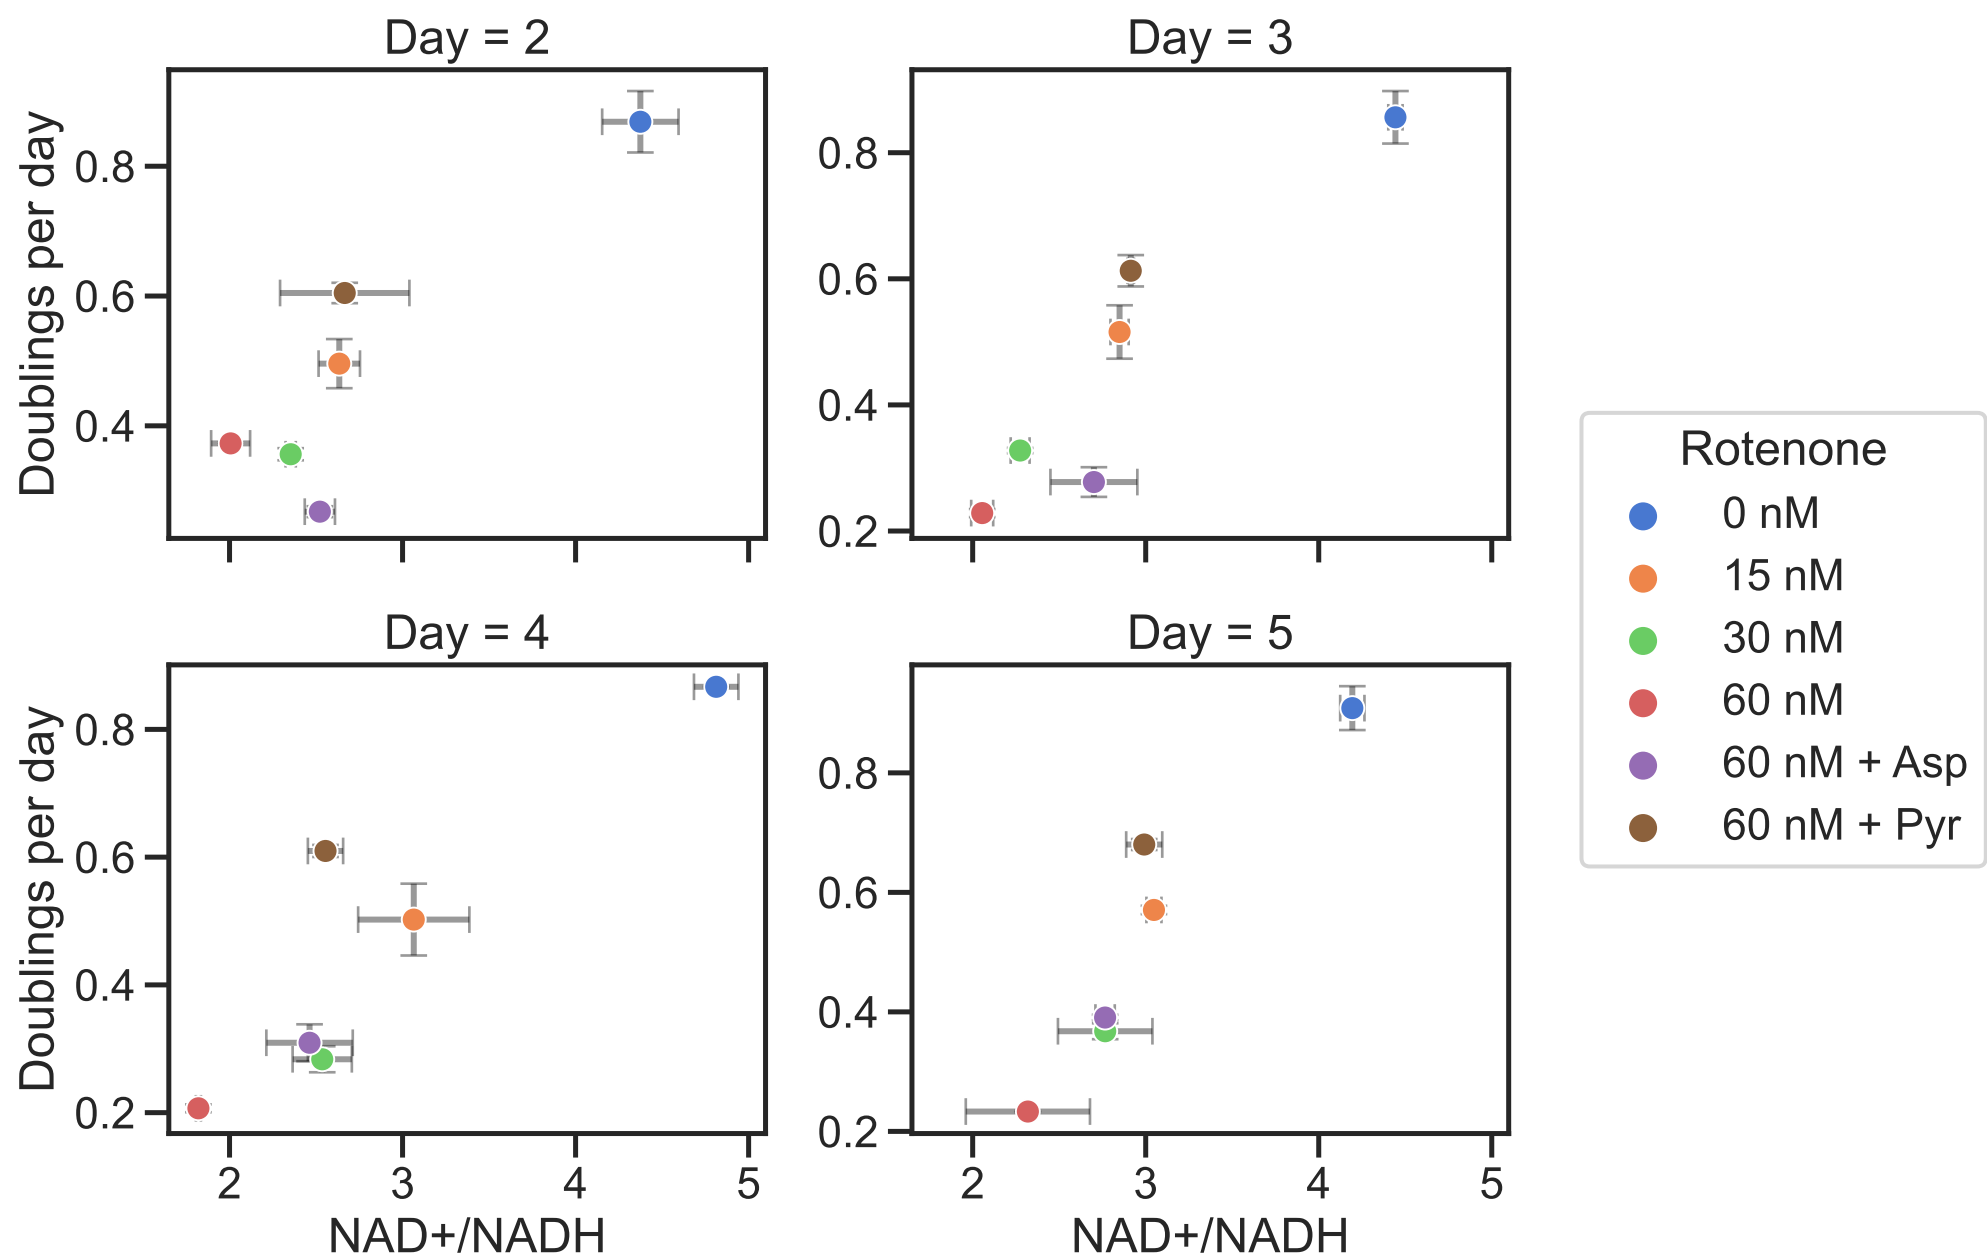 Day = 2
Day = 3
Doublings per day
0.8
0.6
0.4
0.8
0.6
0.4
0.2
Day = 4
Day = 5
Doublings per day
0.8
0.6
0.4
0.2
2
3
4
5
NAD+/NADH
0.8
0.6
0.4
0.2
2
3
4
5
NAD+/NADH
Rotenone
0 nM
15 nM
30 nM
60 nM
60 nM + Asp
60 nM + Pyr